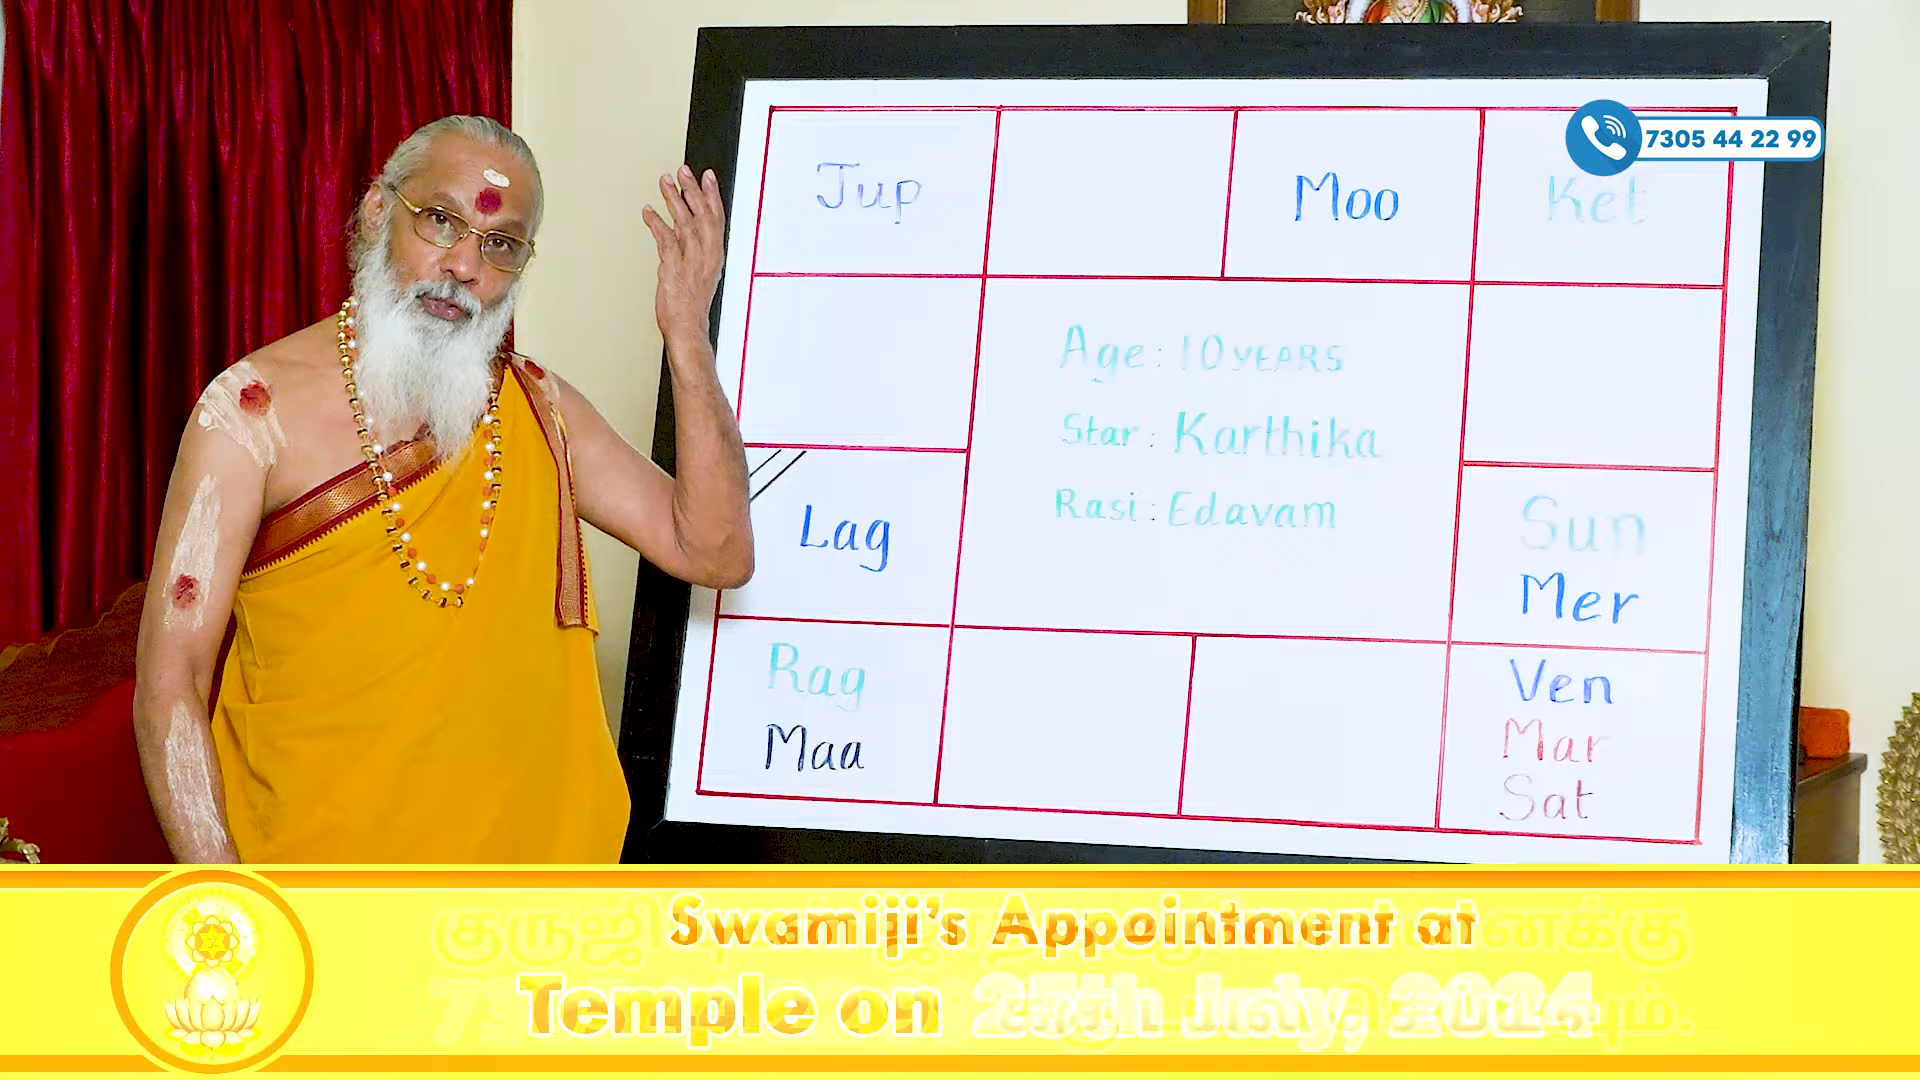 7305 44 22 99
Jup
Moo
Ket
Age: 10 YEARS
Star: Karthika
Rasi: Edavam
Lag
Sun
Mer
Rag
Maa
Ven
Mar
Sat
Swamiji's Appointment at
Temple on 25th July, 2024